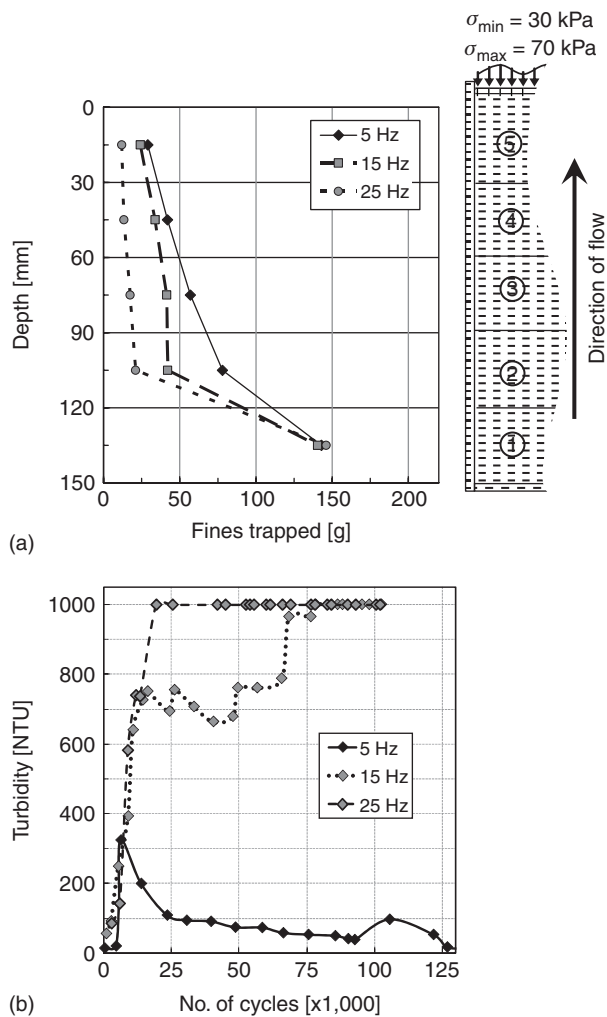 σmin = 30 kPa
σmax = 70 kPa
0
30
60
90
120
150
Depth [mm]
5 Hz
15 Hz
25 Hz
0
50
100
150
200
Fines trapped [g]
5
4
3
2
1
Direction of flow
(a)
1000
800
600
400
200
0
Turbidity [NTU]
5 Hz
15 Hz
25 Hz
0
25
50
75
100
125
No. of cycles [x1,000]
(b)